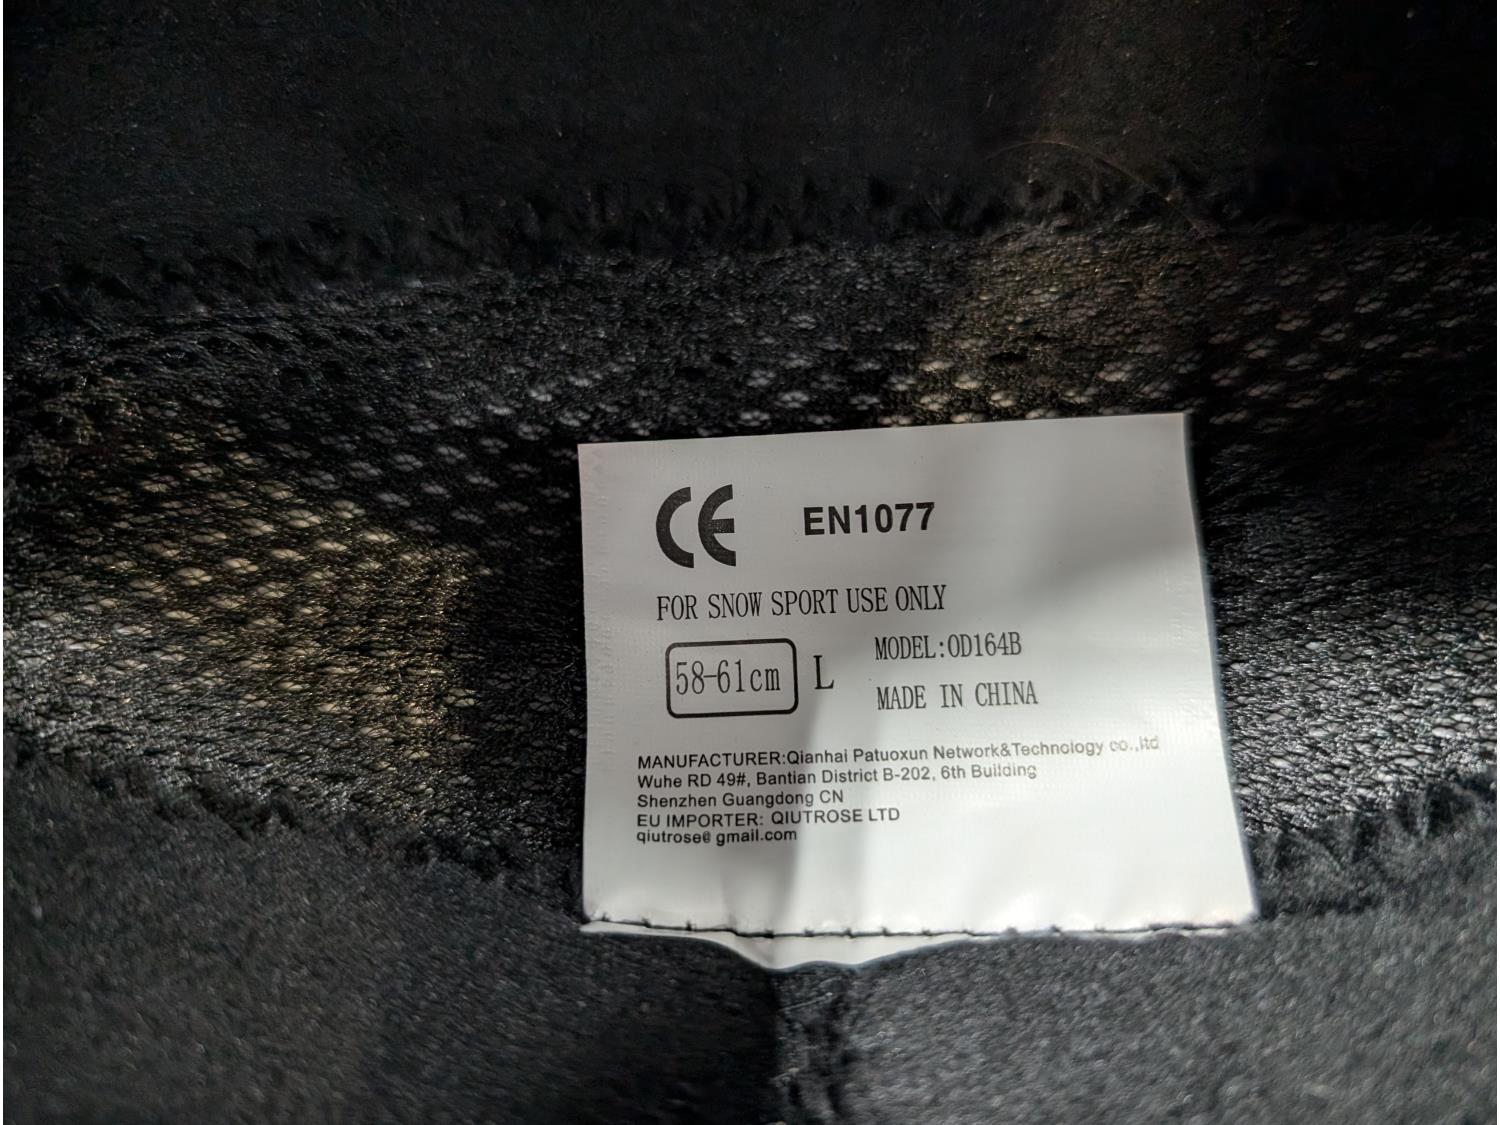 CE EN1077
FOR SNOW SPORT USE ONLY
58-61cm L
MODEL:OD164B
MADE IN CHINA
MANUFACTURER:Qianhai Patuoxun Network&Technology co.,ltd
Wuhe RD 49#, Bantian District B-202, 6th Building
Shenzhen Guangdong CN
EU IMPORTER: QIUTROSE LTD
qiutrose@ gmail.com